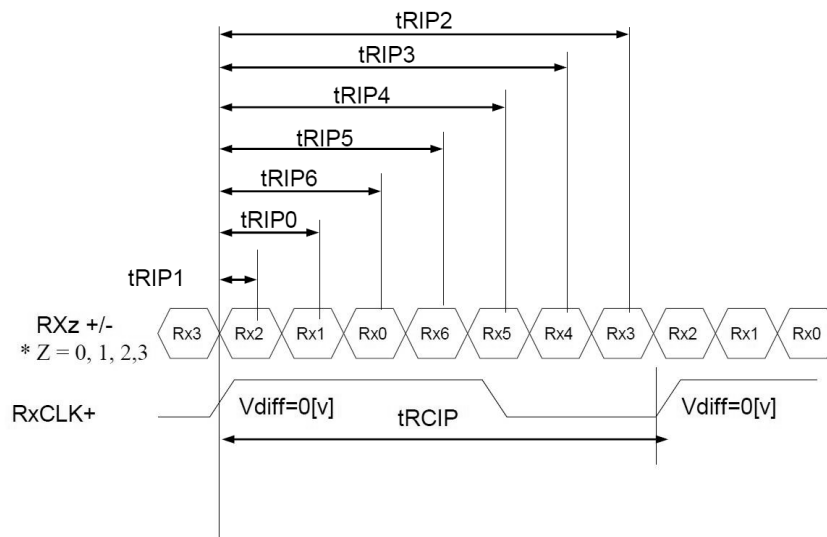 tRIP2
tRIP3
tRIP4
tRIP5
tRIP6
tRIP0
tRIP1
RXz +/-
* Z = 0, 1, 2,3
Rx3 Rx2 Rx1 Rx0 Rx6 Rx5 Rx4 Rx3 Rx2 Rx1 Rx0
RxCLK+
Vdiff=0[v]
tRCIP
Vdiff=0[v]